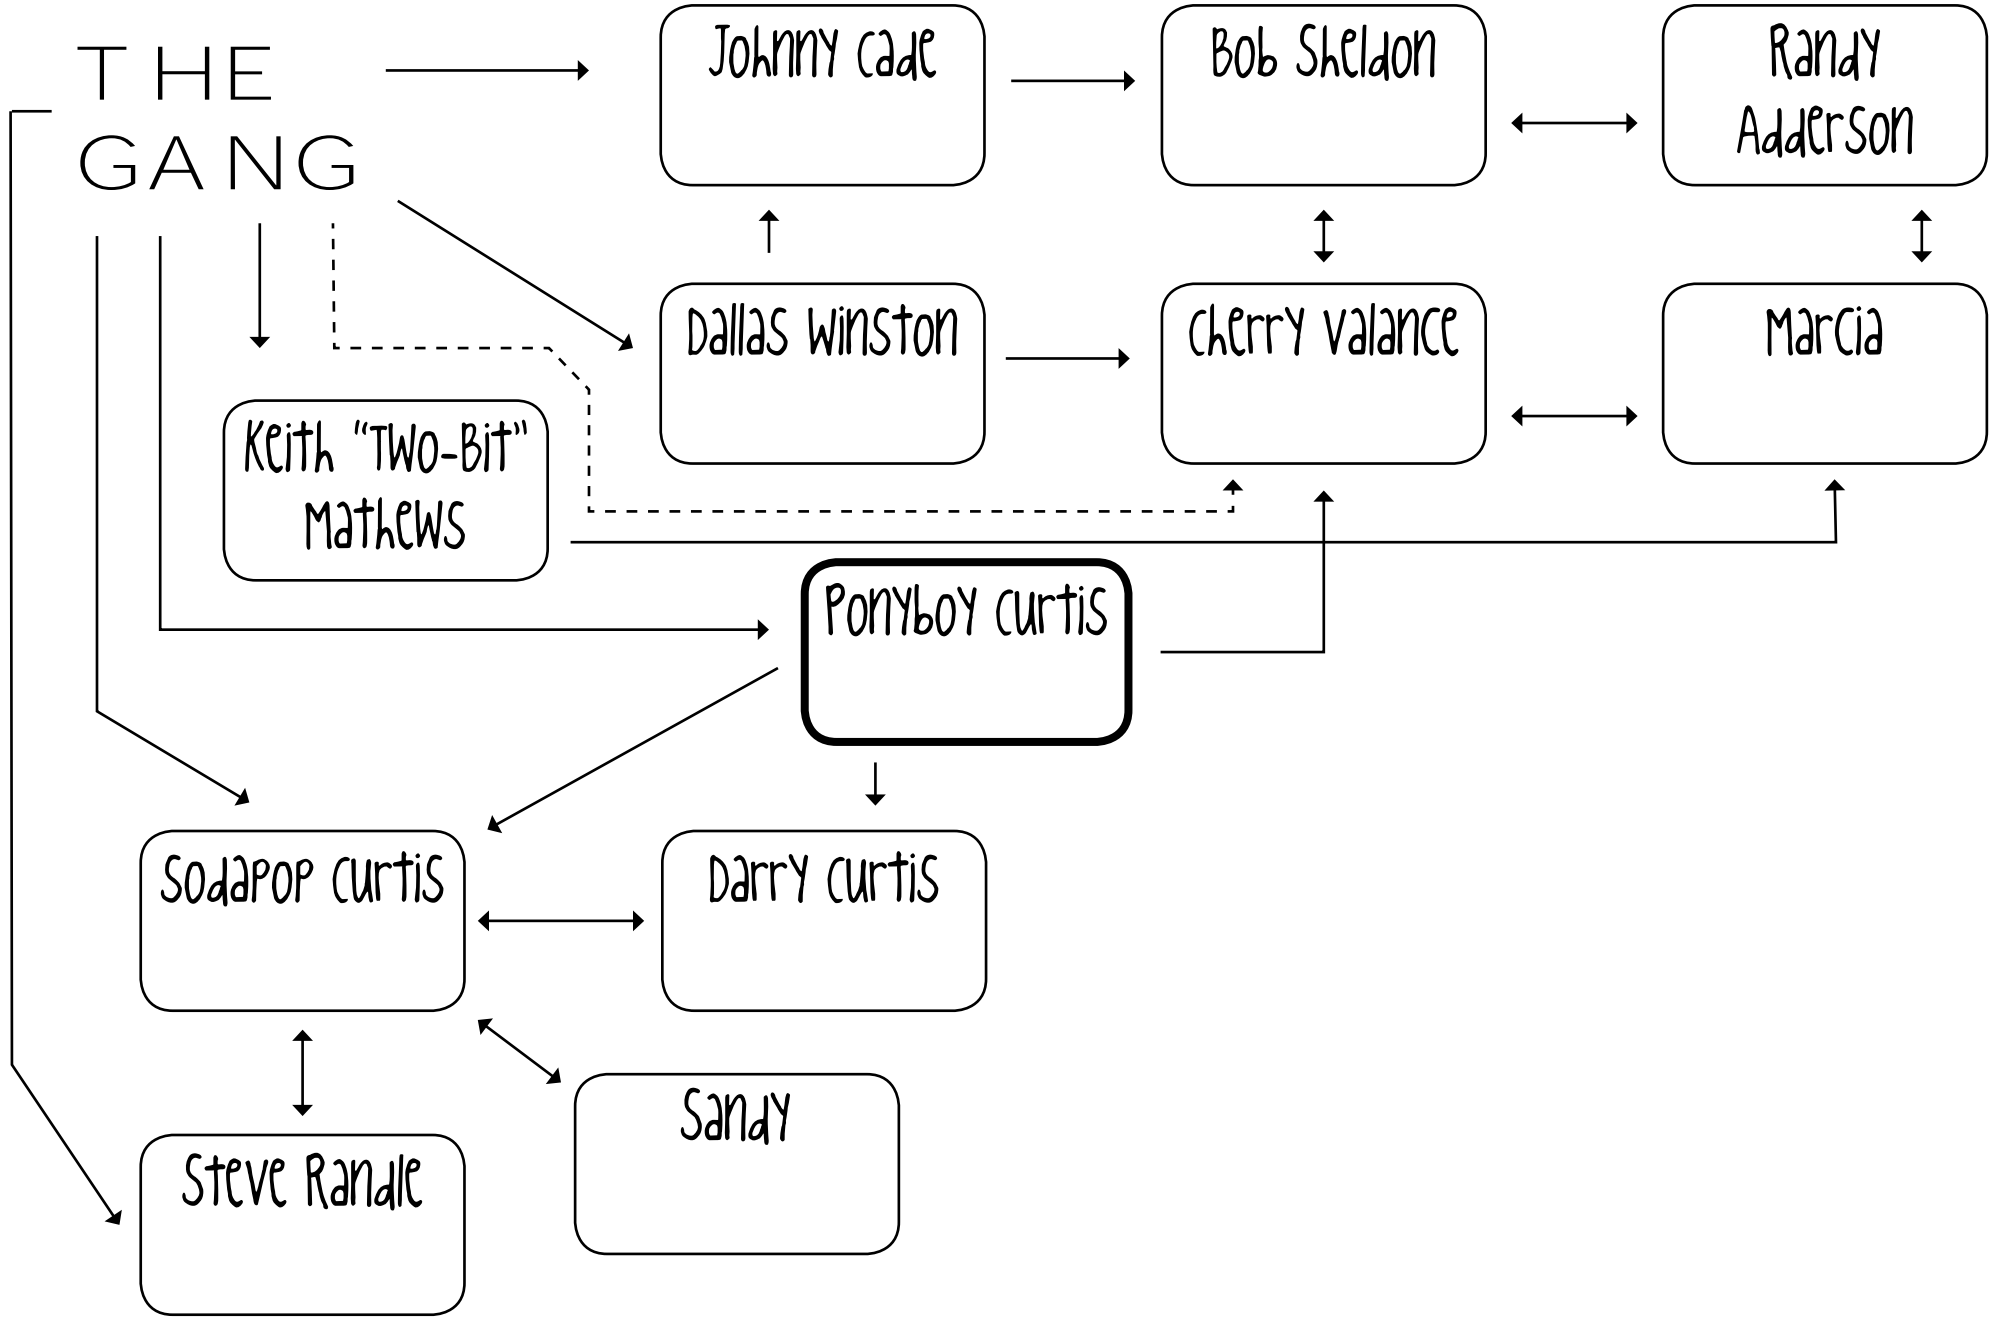 THE
GANG
Johnny Cade
Bob Sheldon
Randy
Adderson
Dallas Winston
Cherry Valance
Marcia
Keith "Two-Bit"
Mathews
Ponyboy Curtis
Sodapop Curtis
Darry Curtis
Sandy
Steve Randle